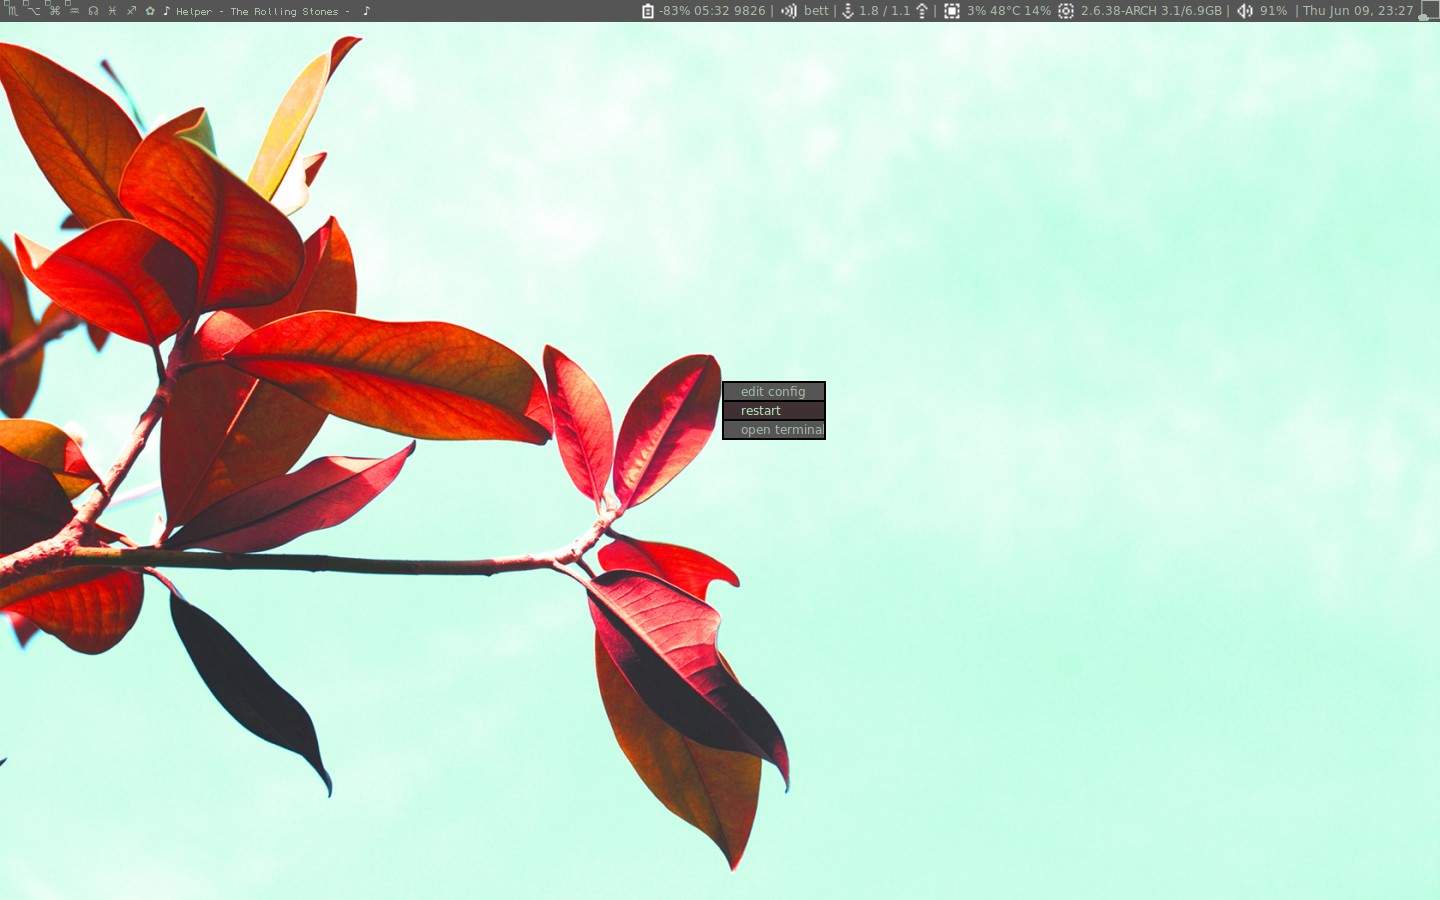 ♏ ⌥ ⌘ ♒ ☊ ♓ ♐ ✿ ♪ Helper - The Rolling Stones - ♪ -83% 05:32 9826 | bett | 1.8 / 1.1 | 3% 48°C 14% 2.6.38-ARCH 3.1/6.9GB | 91% | Thu Jun 09, 23:27
edit config
restart
open terminal